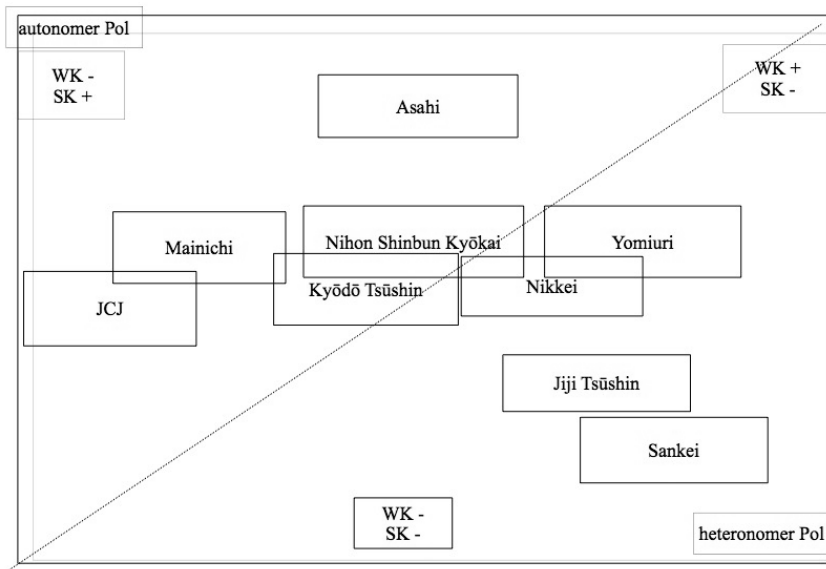 autonomer Pol
WK -
SK +
WK +
SK -
Asahi
Mainichi
Nihon Shinbun Kyōkai
Yomiuri
JCJ
Kyōdō Tsūshin
Nikkei
Jiji Tsūshin
Sankei
WK -
SK -
heteronomer Pol